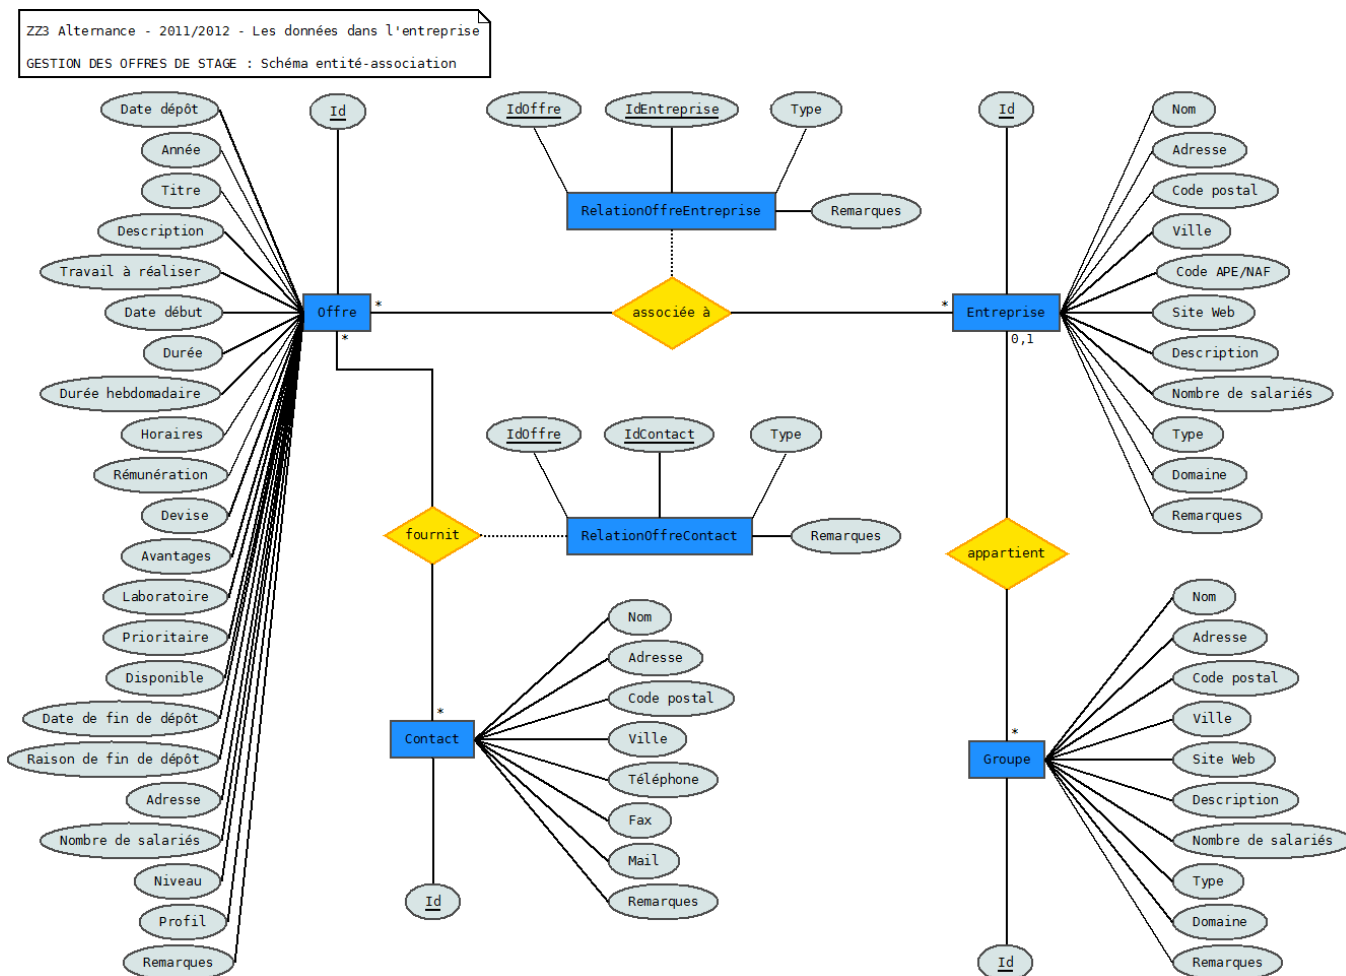 ZZ3 Alternance - 2011/2012 - Les données dans l'entreprise
GESTION DES OFFRES DE STAGE : Schéma entité-association
Date dépôt
Année
Titre
Description
Travail à réaliser
Date début
Durée
Durée hebdomadaire
Horaires
Rémunération
Devise
Avantages
Laboratoire
Prioritaire
Disponible
Date de fin de dépôt
Raison de fin de dépôt
Adresse
Nombre de salariés
Niveau
Profil
Remarques
Id
Offre
*
*
IdOffre
IdEntreprise
Type
RelationOffreEntreprise
Remarques
associée à
*
Id
Entreprise
0,1
Nom
Adresse
Code postal
Ville
Code APE/NAF
Site Web
Description
Nombre de salariés
Type
Domaine
Remarques
IdOffre
IdContact
Type
fournit
RelationOffreContact
Remarques
appartient
*
Contact
Nom
Adresse
Code postal
Ville
Téléphone
Fax
Mail
Remarques
Id
*
Groupe
Nom
Adresse
Code postal
Ville
Site Web
Description
Nombre de salariés
Type
Domaine
Remarques
Id